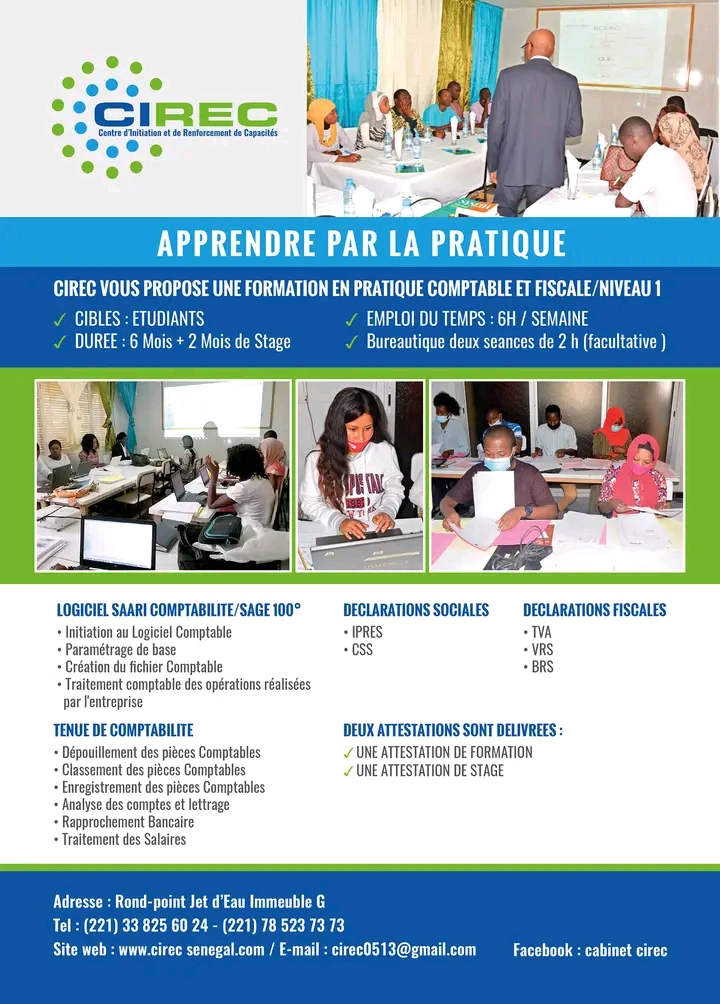 CIREC
Centre d'Initiation et de Renforcement de Capacités
APPRENDRE PAR LA PRATIQUE
CIREC VOUS PROPOSE UNE FORMATION EN PRATIQUE COMPTABLE ET FISCALE/NIVEAU 1
✓ CIBLES : ETUDIANTS
✓ DUREE : 6 Mois + 2 Mois de Stage
✓ EMPLOI DU TEMPS : 6H / SEMAINE
✓ Bureautique deux seances de 2 h (facultative )
LOGICIEL SAARI COMPTABILITE/SAGE 100°
• Initiation au Logiciel Comptable
• Paramétrage de base
• Création du fichier Comptable
• Traitement comptable des opérations réalisées
par l'entreprise
DECLARATIONS SOCIALES
• IPRES
• CSS
DECLARATIONS FISCALES
• TVA
• VRS
• BRS
TENUE DE COMPTABILITE
• Dépouillement des pièces Comptables
• Classement des pièces Comptables
• Enregistrement des pièces Comptables
• Analyse des comptes et lettrage
• Rapprochement Bancaire
• Traitement des Salaires
DEUX ATTESTATIONS SONT DELIVREES :
✓ UNE ATTESTATION DE FORMATION
✓ UNE ATTESTATION DE STAGE
Adresse : Rond-point Jet d'Eau Immeuble G
Tel : (221) 33 825 60 24 - (221) 78 523 73 73
Site web : www.cirec senegal.com / E-mail : cirec0513@gmail.com
Facebook : cabinet cirec